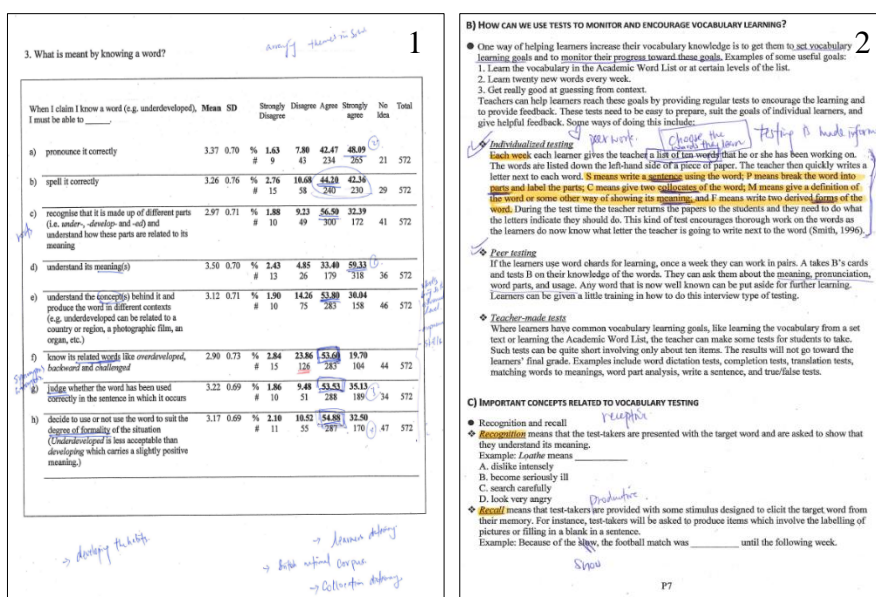 1
3. What is meant by knowing a word?
When I claim I know a word (e.g. underdeveloped), I must be able to _____. Mean SD Strongly Disagree Disagree Agree Strongly agree No Idea Total
a) pronounce it correctly 3.37 0.70 % 1.63 7.80 42.47 48.09
# 9 43 234 265 21 572
b) spell it correctly 3.26 0.76 % 2.76 10.68 44.20 42.36
# 15 58 240 230 29 572
c) recognise that it is made up of different parts 2.97 0.71 % 1.88 9.23 56.50 32.39
(i.e. under-, -develop- and -ed) and # 10 49 300 172 41 572
understand how these parts are related to its
meaning
d) understand its meaning(s) 3.50 0.70 % 2.43 4.85 33.40 59.33
# 13 26 179 318 36 572
e) understand the concept(s) behind it and 3.12 0.71 % 1.90 14.26 53.80 30.04
produce the word in different contexts # 10 75 283 158 46 572
(e.g. underdeveloped can be related to a
country or region, a photographic film, an
organ, etc.)
f) know its related words like overdeveloped, 2.90 0.73 % 2.84 23.86 53.60 19.70
backward and challenged # 15 126 283 104 44 572
g) judge whether the word has been used 3.22 0.69 % 1.86 9.48 53.53 35.13
correctly in the sentence in which it occurs # 10 51 288 189 34 572
h) decide to use or not use the word to suit the 3.17 0.69 % 2.10 10.52 54.88 32.50
degree of formality of the situation # 11 55 287 170 47 572
(Underdeveloped is less acceptable than
developing which carries a slightly positive
meaning.)
→ developing the
→ learners dictionary
→ British national corpus
→ Collocation dictionary
2
B) HOW CAN WE USE TESTS TO MONITOR AND ENCOURAGE VOCABULARY LEARNING?
● One way of helping learners increase their vocabulary knowledge is to get them to set vocabulary
learning goals and to monitor their progress toward these goals. Examples of some useful goals:
1. Learn the vocabulary in the Academic Word List or at certain levels of the list.
2. Learn twenty new words every week.
3. Get really good at guessing from context.
Teachers can help learners reach these goals by providing regular tests to encourage the learning and
to provide feedback. These tests need to be easy to prepare, suit the goals of individual learners, and
give helpful feedback. Some ways of doing this include:
peer work. Choose the words they learn testing is made
❖ Individualized testing
Each week each learner gives the teacher a list of ten words that he or she has been working on.
The words are listed down the left-hand side of a piece of paper. The teacher then quickly writes a
letter next to each word. S means write a sentence using the word; P means break the word into
parts and label the parts; C means give two collocates of the word; M means give a definition of
the word or some other way of showing its meaning; and F means write two derived forms of the
word. During the test time the teacher returns the papers to the students and they need to do what
the letters indicate they should do. This kind of test encourages thorough work on the words as
the learners do now know what letter the teacher is going to write next to the word (Smith, 1996).
❖ Peer testing
If the learners use word chards for learning, once a week they can work in pairs. A takes B's cards
and tests B on their knowledge of the words. They can ask them about the meaning, pronunciation,
word parts, and usage. Any word that is now well known can be put aside for further learning.
Learners can be given a little training in how to do this interview type of testing.
❖ Teacher-made tests
Where learners have common vocabulary learning goals, like learning the vocabulary from a set
text or learning the Academic Word List, the teacher can make some tests for students to take.
Such tests can be quite short involving only about ten items. The results will not go toward the
learners' final grade. Examples include word dictation tests, completion tests, translation tests,
matching words to meanings, word part analysis, write a sentence, and true/false tests.
C) IMPORTANT CONCEPTS RELATED TO VOCABULARY TESTING
● Recognition and recall
receptive
❖ Recognition means that the test-takers are presented with the target word and are asked to show that
they understand its meaning.
Example: Loathe means __________
A. dislike intensely
B. become seriously ill
C. search carefully
D. look very angry
Productive.
❖ Recall means that test-takers are provided with some stimulus designed to elicit the target word from
their memory. For instance, test-takers will be asked to produce items which involve the labelling of
pictures or filling in a blank in a sentence.
Example: Because of the slow, the football match was __________ until the following week.
Snow
P7